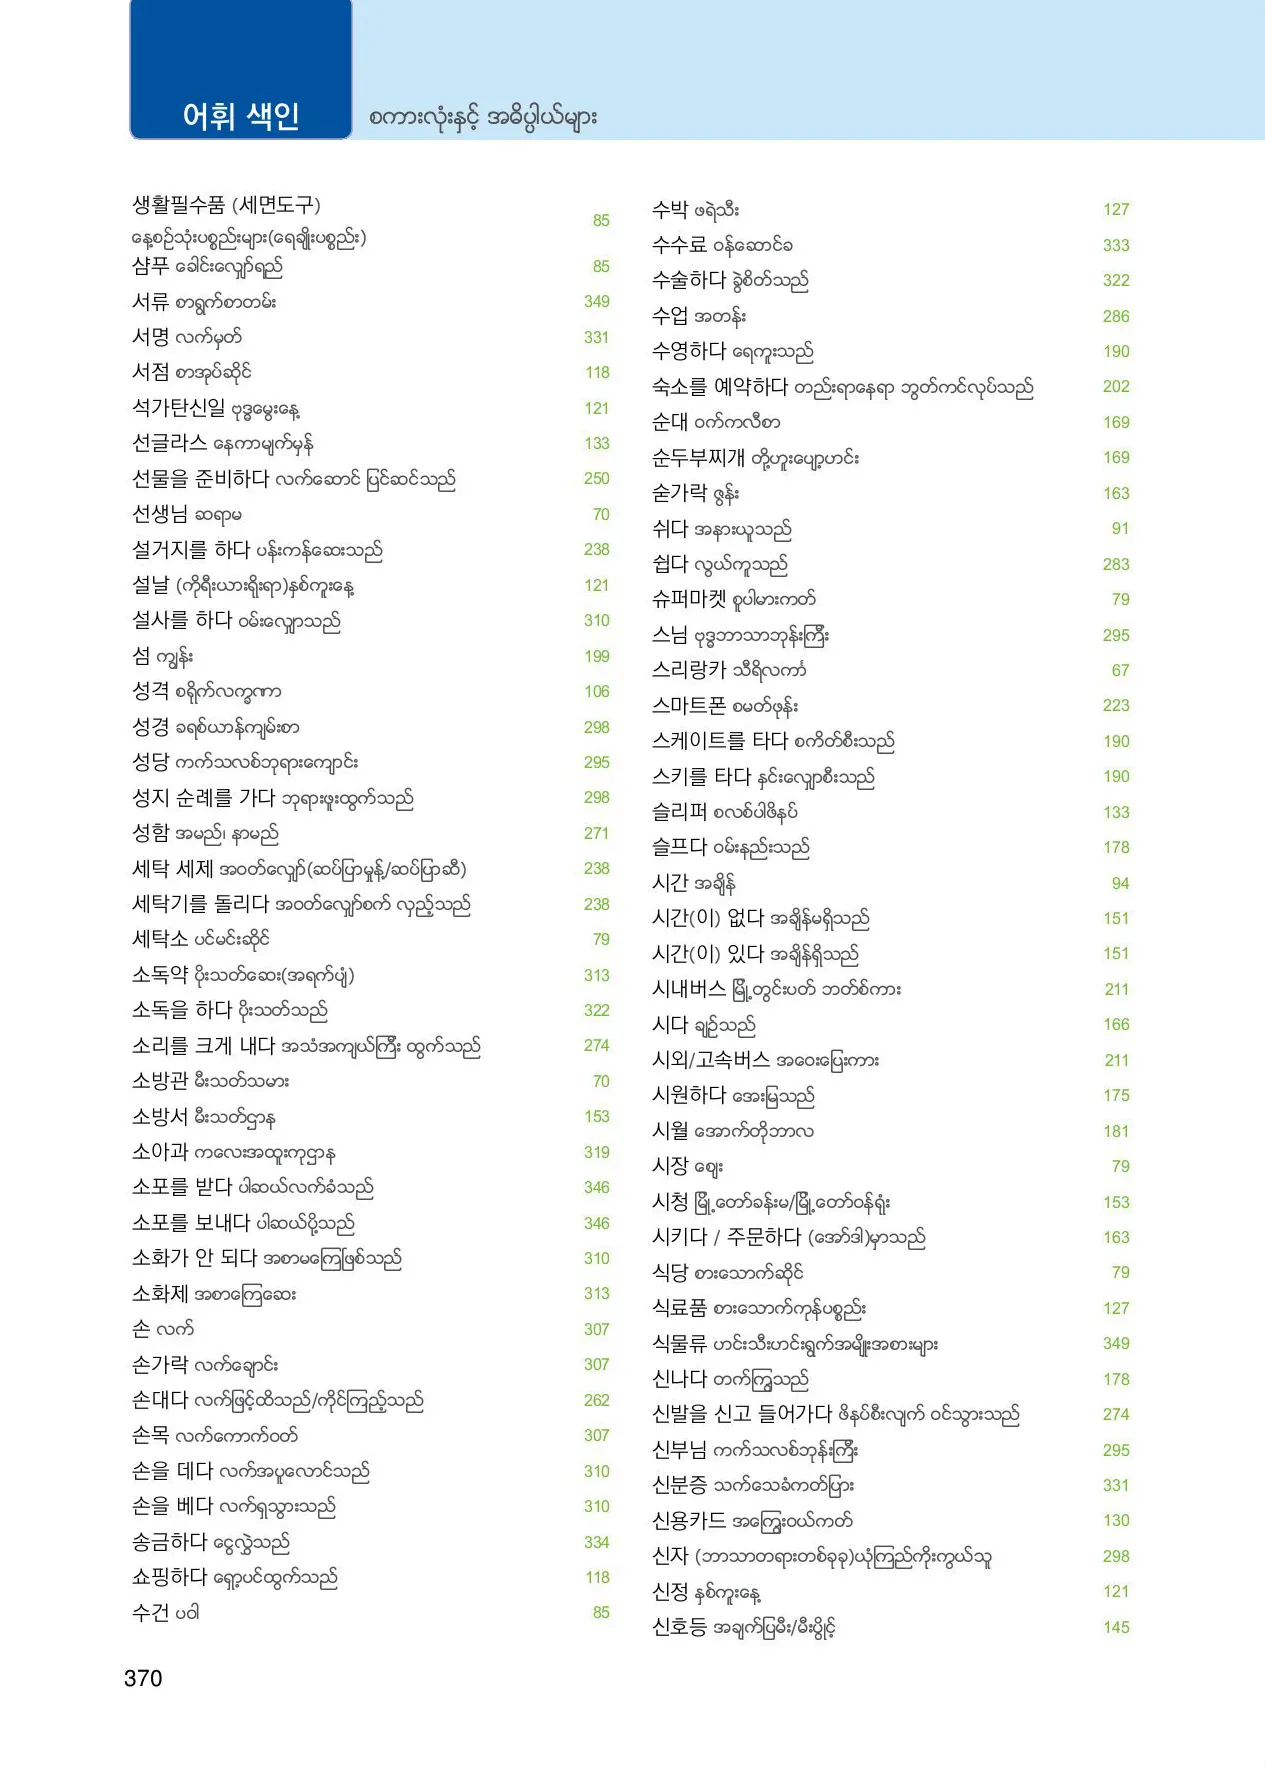 어휘 색인 စကားလုံးနှင့် အဓိပ္ပါယ်များ
생활필수품 (세면도구)
နေ့စဉ်သုံးပစ္စည်းများ(ရေချိုးပစ္စည်း) 85
샴푸 ခေါင်းလျှော်ရည် 85
서류 စာရွက်စာတမ်း 349
서명 လက်မှတ် 331
서점 စာအုပ်ဆိုင် 118
석가탄신일 ဗုဒ္ဓမွေးနေ့ 121
선글라스 နေကာမျက်မှန် 133
선물을 준비하다 လက်ဆောင် ပြင်ဆင်သည် 250
선생님 ဆရာမ 70
설거지를 하다 ပန်းကန်ဆေးသည် 238
설날 (ကိုရီးယားရိုးရာ)နှစ်ကူးနေ့ 121
설사를 하다 ဝမ်းလျှောသည် 310
섬 ကျွန်း 199
성격 စရိုက်လက္ခဏာ 106
성경 ခရစ်ယာန်ကျမ်းစာ 298
성당 ကက်သလစ်ဘုရားကျောင်း 295
성지 순례를 가다 ဘုရားဖူးထွက်သည် 298
성함 အမည်၊ နာမည် 271
세탁 세제 အဝတ်လျှော်(ဆပ်ပြာမှုန့်/ဆပ်ပြာဆီ) 238
세탁기를 돌리다 အဝတ်လျှော်စက် လှည့်သည် 238
세탁소 ပင်မင်းဆိုင် 79
소독약 ပိုးသတ်ဆေး(အရက်ပျံ) 313
소독을 하다 ပိုးသတ်သည် 322
소리를 크게 내다 အသံအကျယ်ကြီး ထွက်သည် 274
소방관 မီးသတ်သမား 70
소방서 မီးသတ်ဌာန 153
소아과 ကလေးအထူးကုဌာန 319
소포를 받다 ပါဆယ်လက်ခံသည် 346
소포를 보내다 ပါဆယ်ပို့သည် 346
소화가 안 되다 အစာမကြေဖြစ်သည် 310
소화제 အစာကြေဆေး 313
손 လက် 307
손가락 လက်ချောင်း 307
손대다 လက်ဖြင့်ထိသည်/ကိုင်ကြည့်သည် 262
손목 လက်ကောက်ဝတ် 307
손을 데다 လက်အပူလောင်သည် 310
손을 베다 လက်ရှသွားသည် 310
송금하다 ငွေလွှဲသည် 334
쇼핑하다 ရှော့ပင်ထွက်သည် 118
수건 ပဝါ 85
수박 ဖရဲသီး 127
수수료 ဝန်ဆောင်ခ 333
수술하다 ခွဲစိတ်သည် 322
수업 အတန်း 286
수영하다 ရေကူးသည် 190
숙소를 예약하다 တည်းရာနေရာ ဘွတ်ကင်လုပ်သည် 202
순대 ဝက်ကလီစာ 169
순두부찌개 တို့ဟူးပျော့ဟင်း 169
숟가락 ဇွန်း 163
쉬다 အနားယူသည် 91
쉽다 လွယ်ကူသည် 283
슈퍼마켓 စူပါမားကတ် 79
스님 ဗုဒ္ဓဘာသာဘုန်းကြီး 295
스리랑카 သီရိလင်္ကာ 67
스마트폰 စမတ်ဖုန်း 223
스케이트를 타다 စကိတ်စီးသည် 190
스키를 타다 နှင်းလျှောစီးသည် 190
슬리퍼 စလစ်ပါဖိနပ် 133
슬프다 ဝမ်းနည်းသည် 178
시간 အချိန် 94
시간(이) 없다 အချိန်မရှိသည် 151
시간(이) 있다 အချိန်ရှိသည် 151
시내버스 မြို့တွင်းပတ် ဘတ်စ်ကား 211
시다 ချဉ်သည် 166
시외/고속버스 အဝေးပြေးကား 211
시원하다 အေးမြသည် 175
시월 အောက်တိုဘာလ 181
시장 ဈေး 79
시청 မြို့တော်ခန်းမ/မြို့တော်ဝန်ရုံး 153
시키다 / 주문하다 (အော်ဒါ)မှာသည် 163
식당 စားသောက်ဆိုင် 79
식료품 စားသောက်ကုန်ပစ္စည်း 127
식물류 ဟင်းသီးဟင်းရွက်အမျိုးအစားများ 349
신나다 တက်ကြွသည် 178
신발을 신고 들어가다 ဖိနပ်စီးလျက် ဝင်သွားသည် 274
신부님 ကက်သလစ်ဘုန်းကြီး 295
신분증 သက်သေခံကတ်ပြား 331
신용카드 အကြွေးဝယ်ကတ် 130
신자 (ဘာသာတရားတစ်ခုခု)ယုံကြည်ကိုးကွယ်သူ 298
신정 နှစ်ကူးနေ့ 121
신호등 အချက်ပြမီး/မီးပွိုင့် 145
370